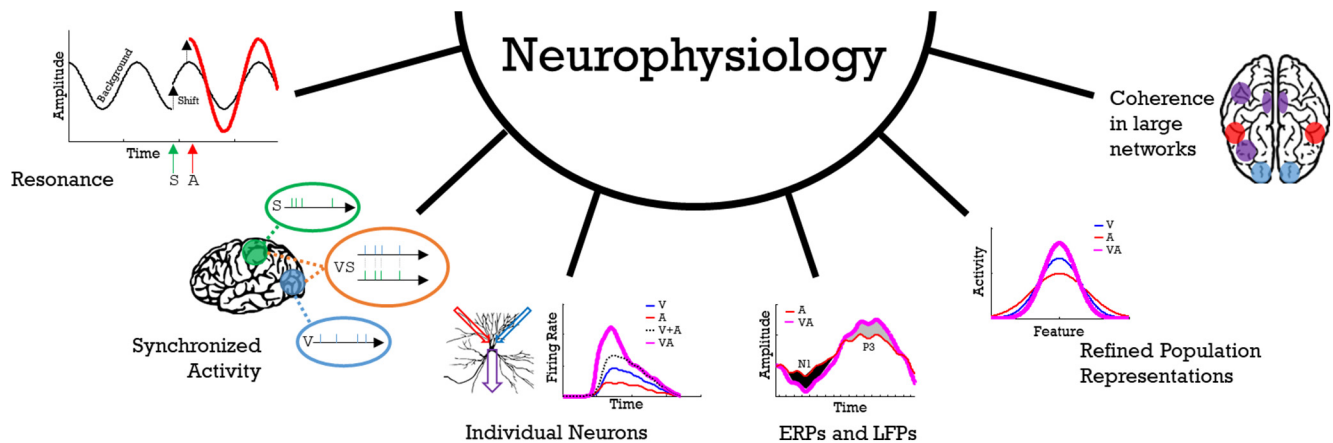 Neurophysiology
Amplitude
Background
Shift
Time
S A
Resonance
S
VS
V
Synchronized
Activity
Firing Rate
V
A
V+A
VA
Time
Individual Neurons
Amplitude
A
VA
N1
P3
Time
ERPs and LFPs
Activity
V
A
VA
Feature
Refined Population
Representations
Coherence
in large
networks